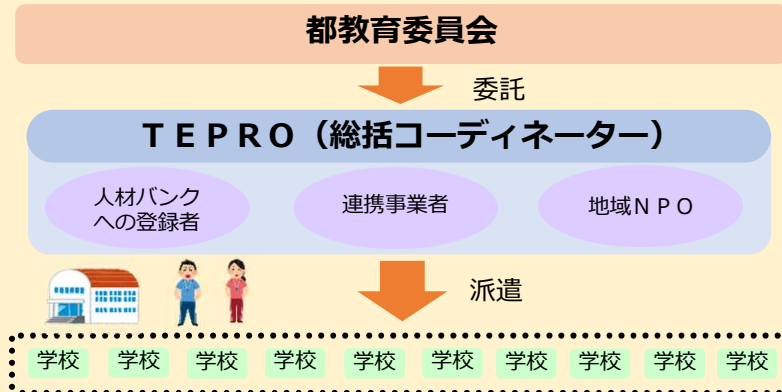 都教育委員会
委託
ＴＥＰＲＯ（総括コーディネーター）
人材バンク
への登録者
連携事業者
地域ＮＰＯ
派遣
学校 学校 学校 学校 学校 学校 学校 学校 学校 学校